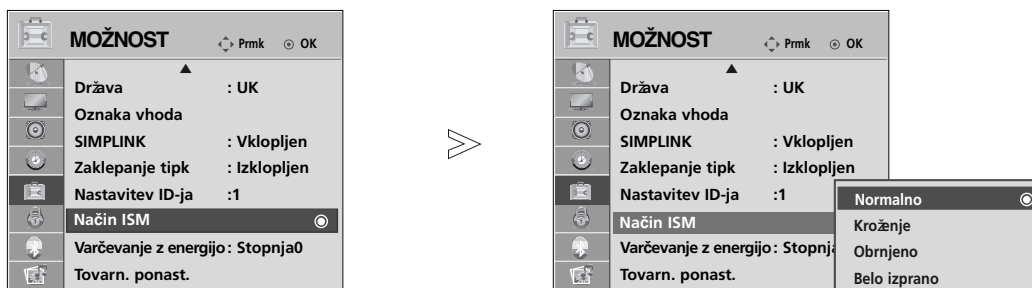 MOŽNOST Prmk OK
Država : UK
Oznaka vhoda
SIMPLINK : Vklopljen
Zaklepanje tipk : Izklopljen
Nastavitev ID-ja :1
Način ISM
Varčevanje z energijo : Stopnja0
Tovarn. ponast.
MOŽNOST Prmk OK
Država : UK
Oznaka vhoda
SIMPLINK : Vklopljen
Zaklepanje tipk : Izklopljen
Nastavitev ID-ja :1
Način ISM
Varčevanje z energijo : Stopnja
Tovarn. ponast.
Normalno
Kroženje
Obrnjeno
Belo izprano